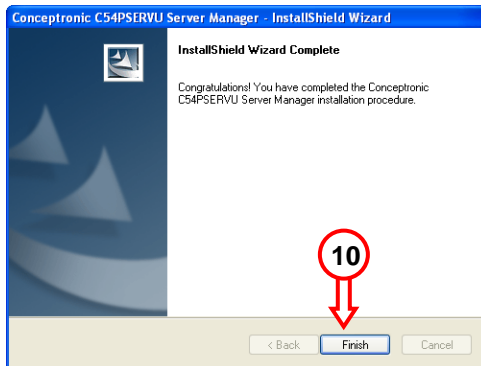 Conceptronic C54PSERVU Server Manager - InstallShield Wizard
InstallShield Wizard Complete
Congratulations! You have completed the Conceptronic
C54PSERVU Server Manager installation procedure.
10
< Back Finish Cancel